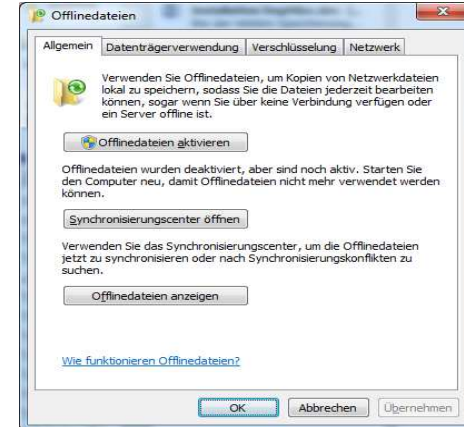 Offlinedateien
Allgemein Datenträgerverwendung Verschlüsselung Netzwerk
Verwenden Sie Offlinedateien, um Kopien von Netzwerkdateien
lokal zu speichern, sodass Sie die Dateien jederzeit bearbeiten
können, sogar wenn Sie über keine Verbindung verfügen oder
ein Server offline ist.
Offlinedateien aktivieren
Offlinedateien wurden deaktiviert, aber sind noch aktiv. Starten Sie
den Computer neu, damit Offlinedateien nicht mehr verwendet werden
können.
Synchronisierungscenter öffnen
Verwenden Sie das Synchronisierungscenter, um die Offlinedateien
jetzt zu synchronisieren oder nach Synchronisierungskonflikten zu
suchen.
Offlinedateien anzeigen
Wie funktionieren Offlinedateien?
OK Abbrechen Übernehmen